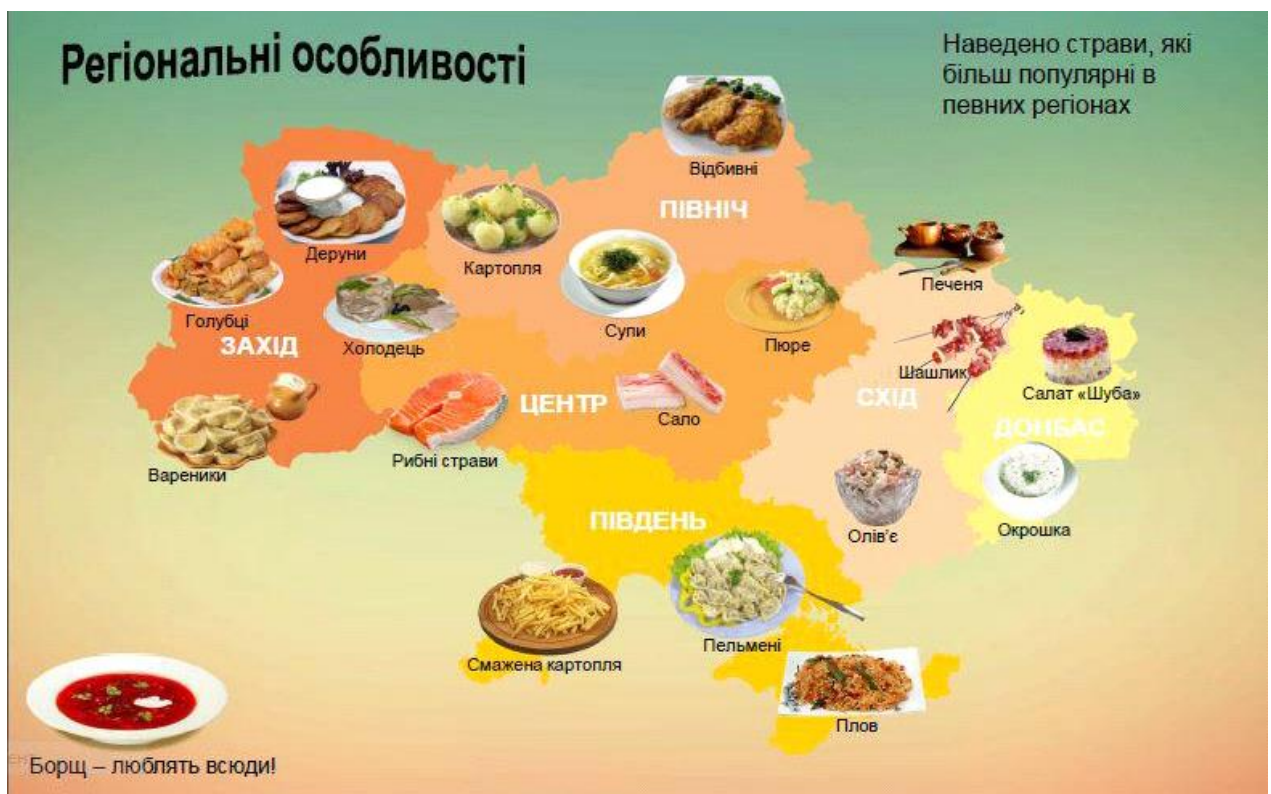 Регіональні особливості
Наведено страви, які
більш популярні в
певних регіонах
Відбивні
ПІВНІЧ
Деруни
Картопля
Печеня
Голубці
ЗАХІД
Холодець
Супи
Пюре
Шашлик
СХІД
Салат «Шуба»
ДОНБАС
ЦЕНТР
Сало
Рибні страви
Вареники
ПІВДЕНЬ
Олів'є
Окрошка
Смажена картопля
Пельмені
Плов
Борщ – люблять всюди!